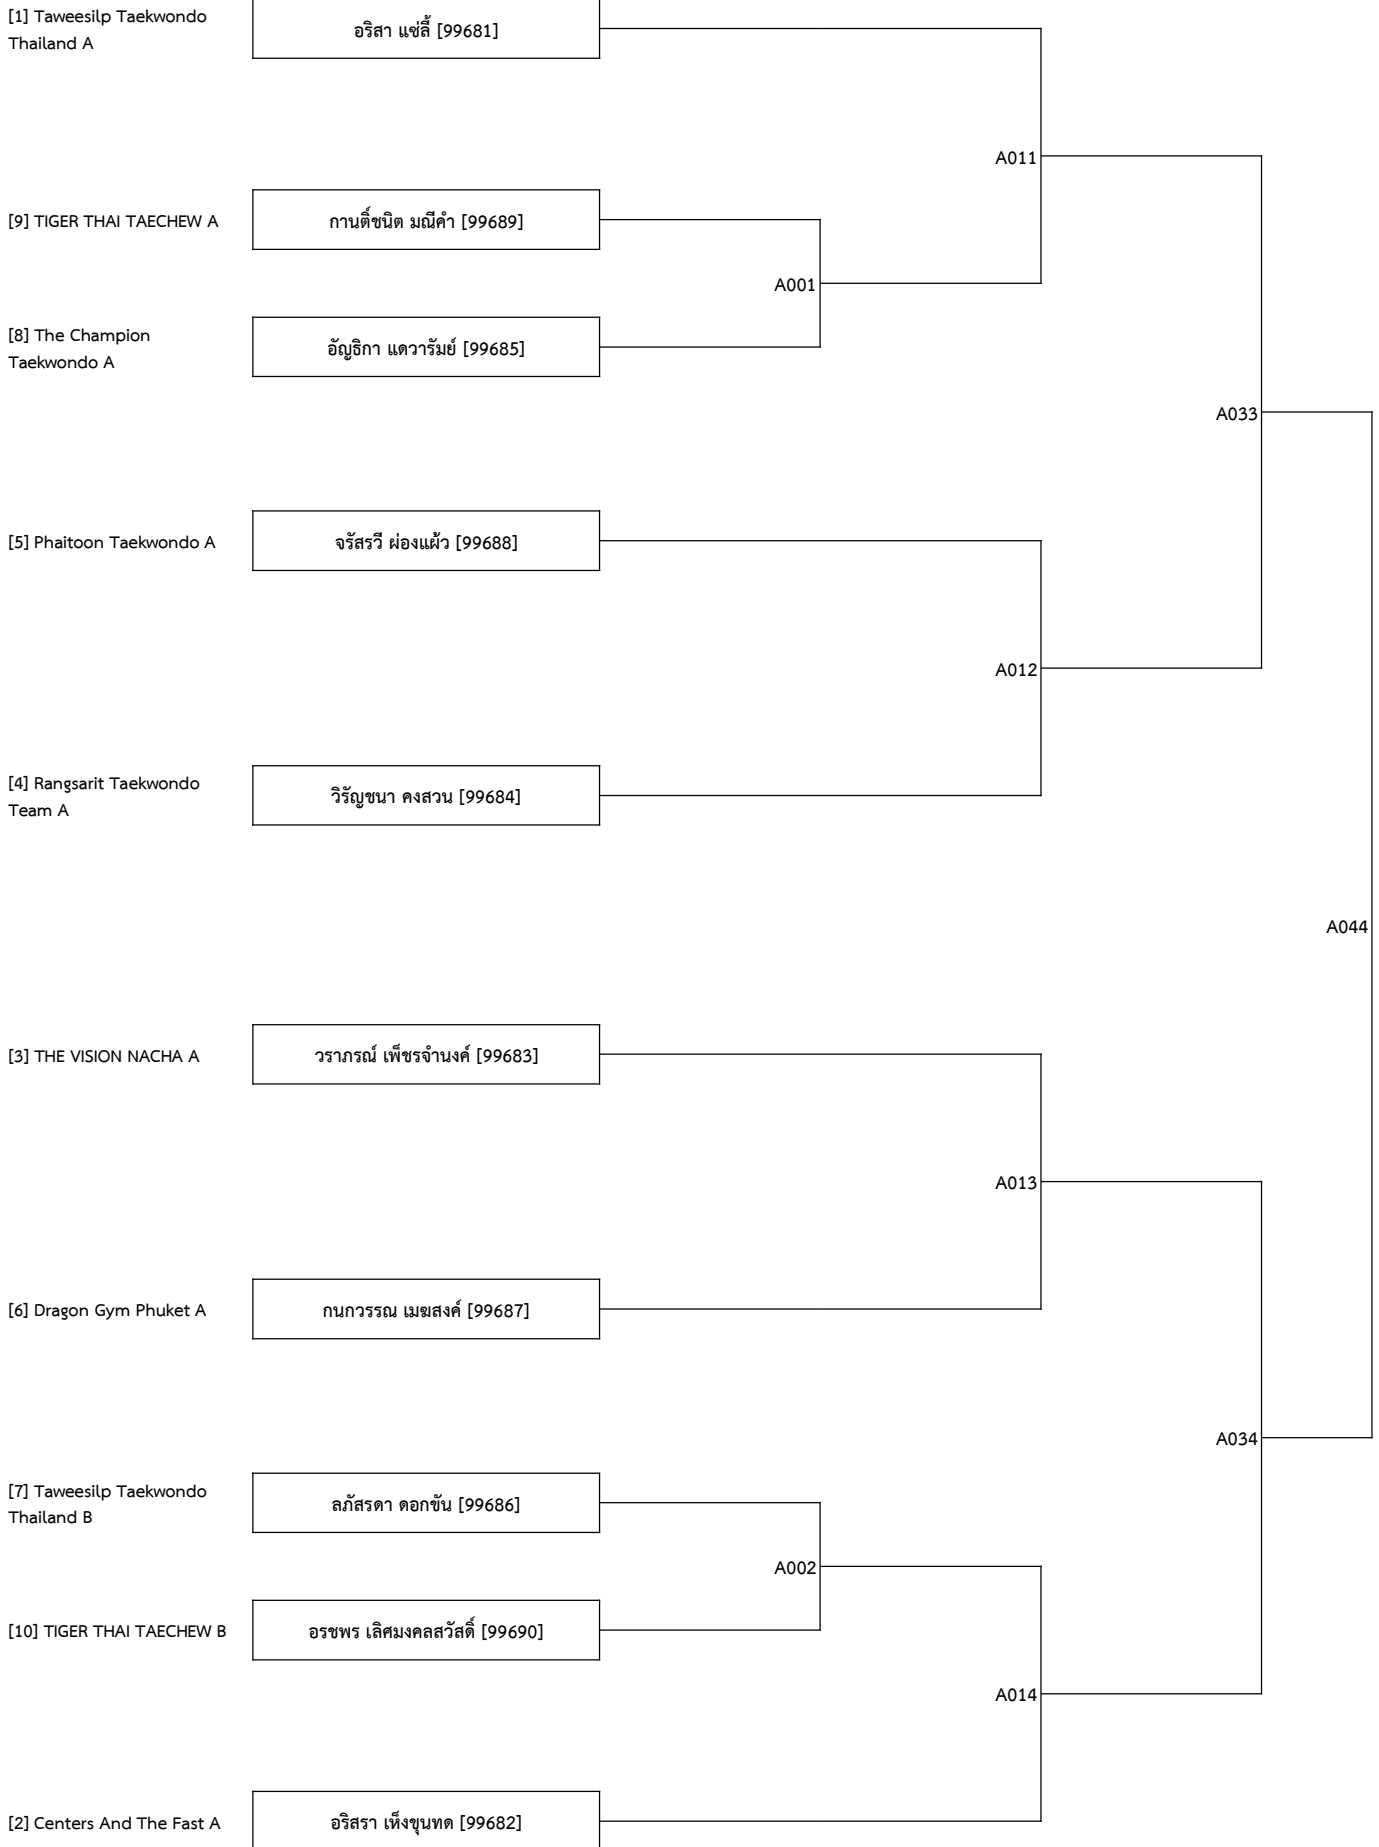 [1] Taweesilp Taekwondo
Thailand A
อริสา แซ่ลี้ [99681]
A011
[9] TIGER THAI TAECHEW A
กานติ์ชนิต มณีคำ [99689]
A001
[8] The Champion
Taekwondo A
อัญธิกา แดวารัมย์ [99685]
A033
[5] Phaitoon Taekwondo A
จรัสรวี ผ่องแผ้ว [99688]
A012
[4] Rangsarit Taekwondo
Team A
วิรัญชนา คงสวน [99684]
A044
[3] THE VISION NACHA A
วราภรณ์ เพ็ชรจำนงค์ [99683]
A013
[6] Dragon Gym Phuket A
กนกวรรณ เมฆสงค์ [99687]
A034
[7] Taweesilp Taekwondo
Thailand B
ลภัสรดา ดอกขัน [99686]
A002
[10] TIGER THAI TAECHEW B
อรชพร เลิศมงคลสวัสดิ์ [99690]
A014
[2] Centers And The Fast A
อริสรา เห็งขุนทด [99682]